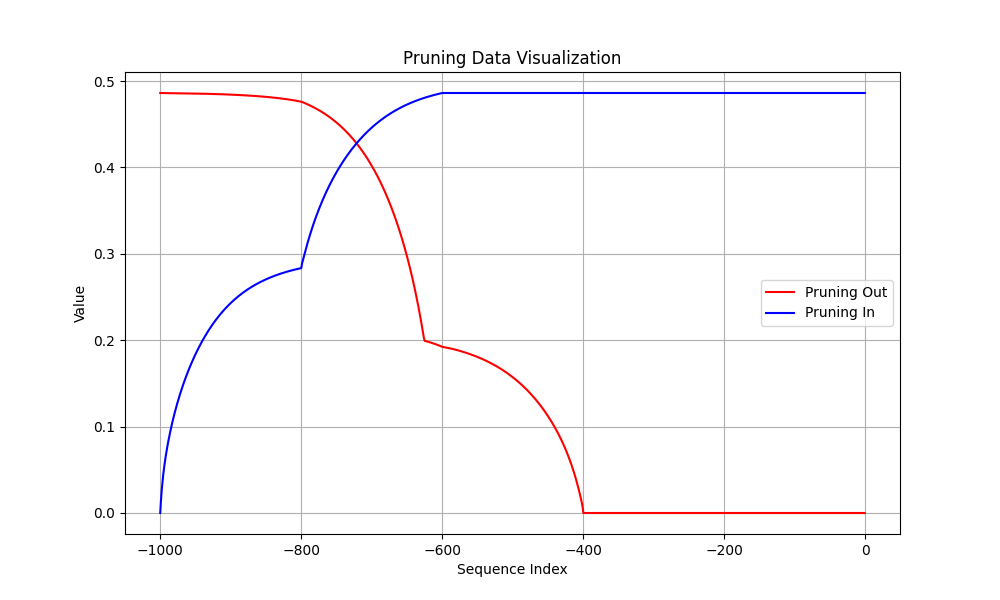 Pruning Data Visualization
0.5
0.4
0.3
0.2
0.1
0.0
Value
Pruning Out
Pruning In
−1000 −800 −600 −400 −200 0
Sequence Index